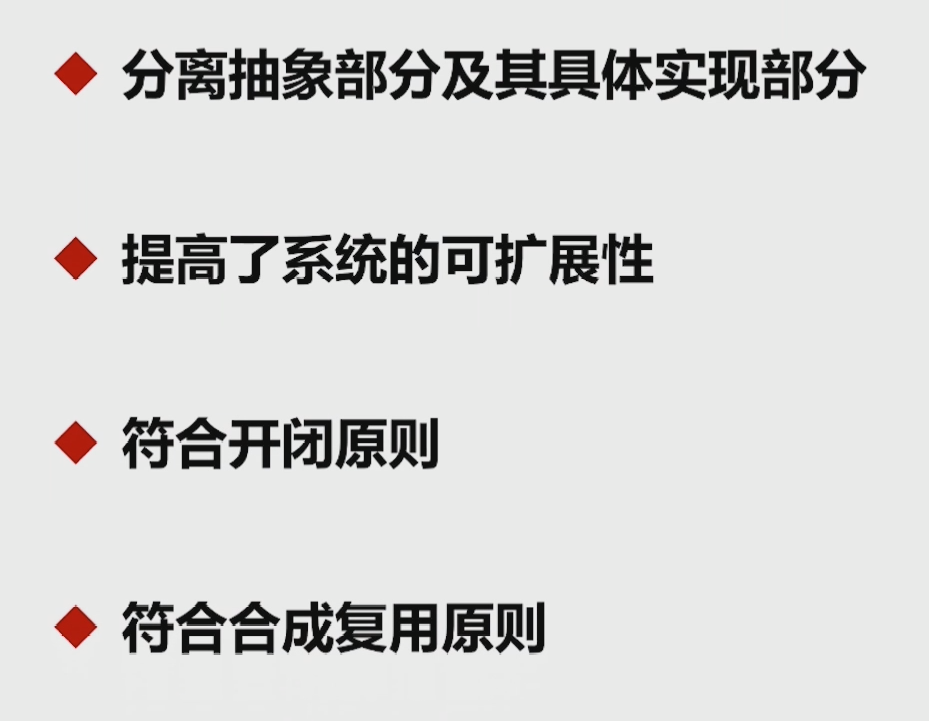 分离抽象部分及其具体实现部分
提高了系统的可扩展性
符合开闭原则
符合合成复用原则